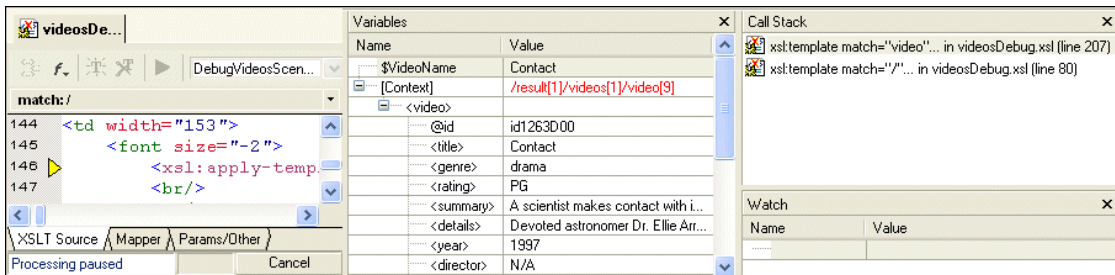 videosDe...
DebugVideosScen...
match:/
144 <td width="153">
145 <font size="-2">
146 <xsl:apply-temp
147 <br/>
XSLT Source Mapper Params/Other
Processing paused Cancel
Variables
Name Value
$VideoName Contact
[Context] /result[1]/videos[1]/video[9]
<video>
@id id1263D00
<title> Contact
<genre> drama
<rating> PG
<summary> A scientist makes contact with i...
<details> Devoted astronomer Dr. Ellie Arr...
<year> 1997
<director> N/A
Call Stack
xsl:template match="video"... in videosDebug.xsl (line 207)
xsl:template match="/"... in videosDebug.xsl (line 80)
Watch
Name Value